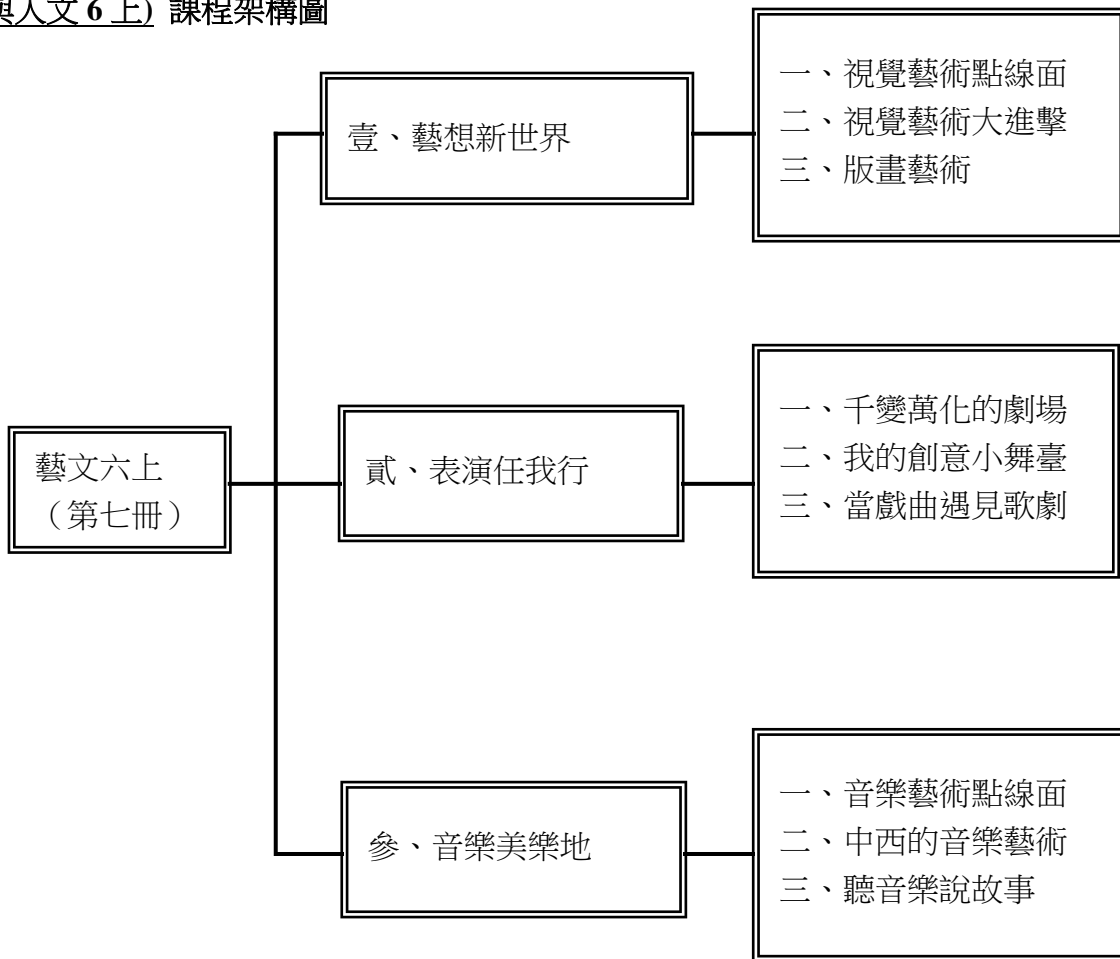 與人文 6 上) 課程架構圖
藝文六上
（第七冊）
壹、藝想新世界
一、視覺藝術點線面
二、視覺藝術大進擊
三、版畫藝術
貳、表演任我行
一、千變萬化的劇場
二、我的創意小舞臺
三、當戲曲遇見歌劇
參、音樂美樂地
一、音樂藝術點線面
二、中西的音樂藝術
三、聽音樂說故事